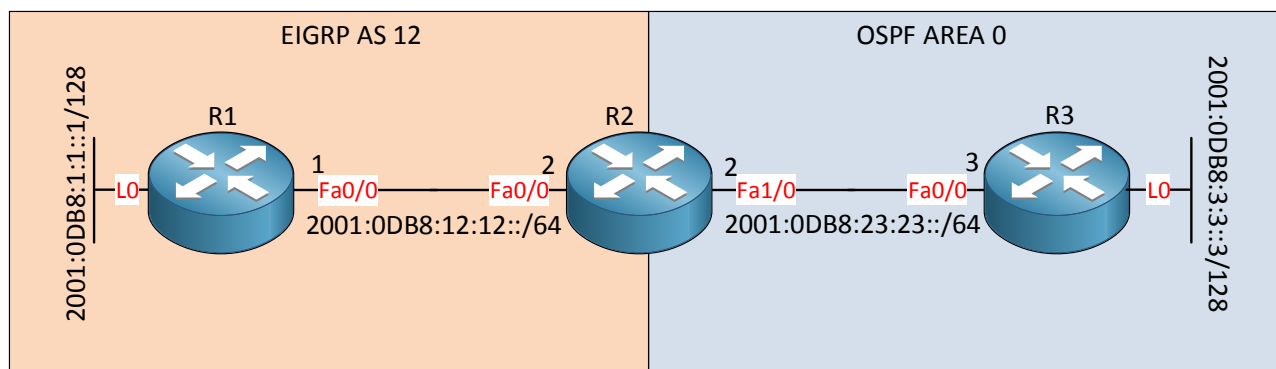 EIGRP AS 12
OSPF AREA 0
2001:0DB8:1:1::1/128
R1
R2
R3
2001:0DB8:3:3::3/128
L0
1
Fa0/0
2
Fa0/0
2
Fa1/0
3
Fa0/0
L0
2001:0DB8:12:12::/64
2001:0DB8:23:23::/64